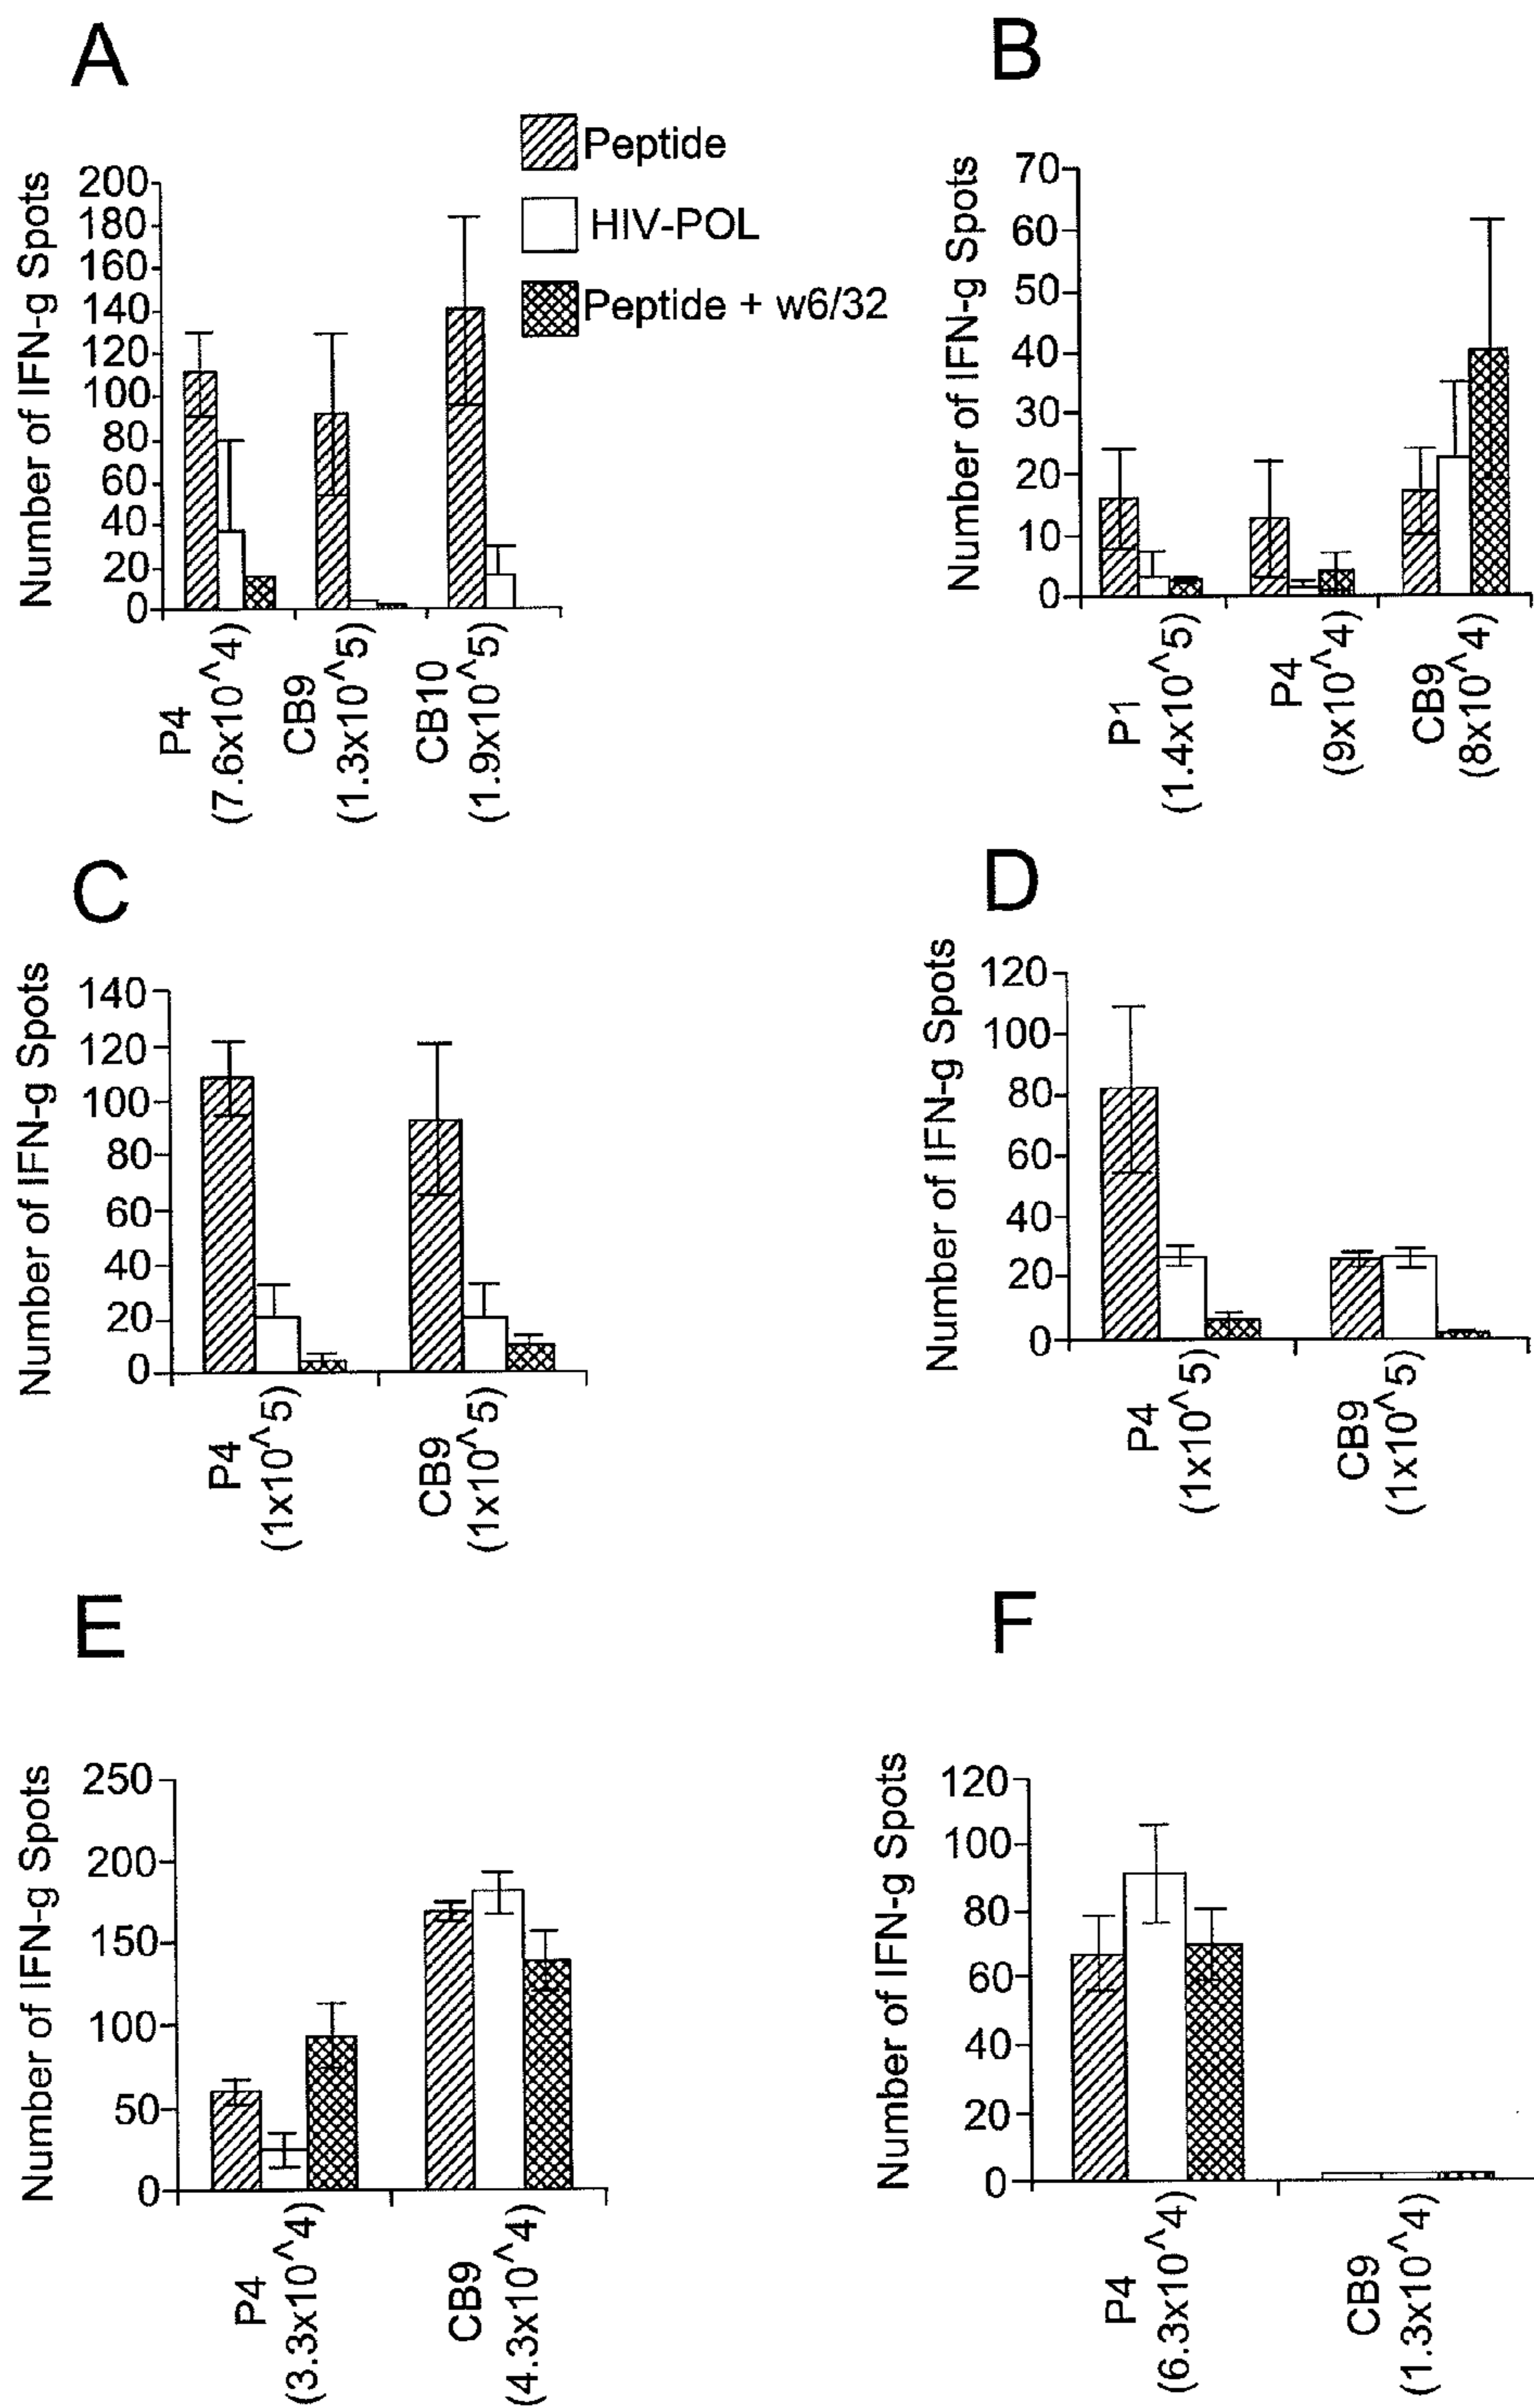 A
Peptide
HIV-POL
Peptide + w6/32
Number of IFN-g Spots
200
180
160
140
120
100
80
60
40
20
0
P4
(7.6x10^4)
CB9
(1.3x10^5)
CB10
(1.9x10^5)
B
Number of IFN-g Spots
70
60
50
40
30
20
10
0
P1
(1.4x10^5)
P4
(9x10^4)
CB9
(8x10^4)
C
Number of IFN-g Spots
140
120
100
80
60
40
20
0
P4
(1x10^5)
CB9
(1x10^5)
D
Number of IFN-g Spots
120
100
80
60
40
20
0
P4
(1x10^5)
CB9
(1x10^5)
E
Number of IFN-g Spots
250
200
150
100
50
0
P4
(3.3x10^4)
CB9
(4.3x10^4)
F
Number of IFN-g Spots
120
100
80
60
40
20
0
P4
(6.3x10^4)
CB9
(1.3x10^4)